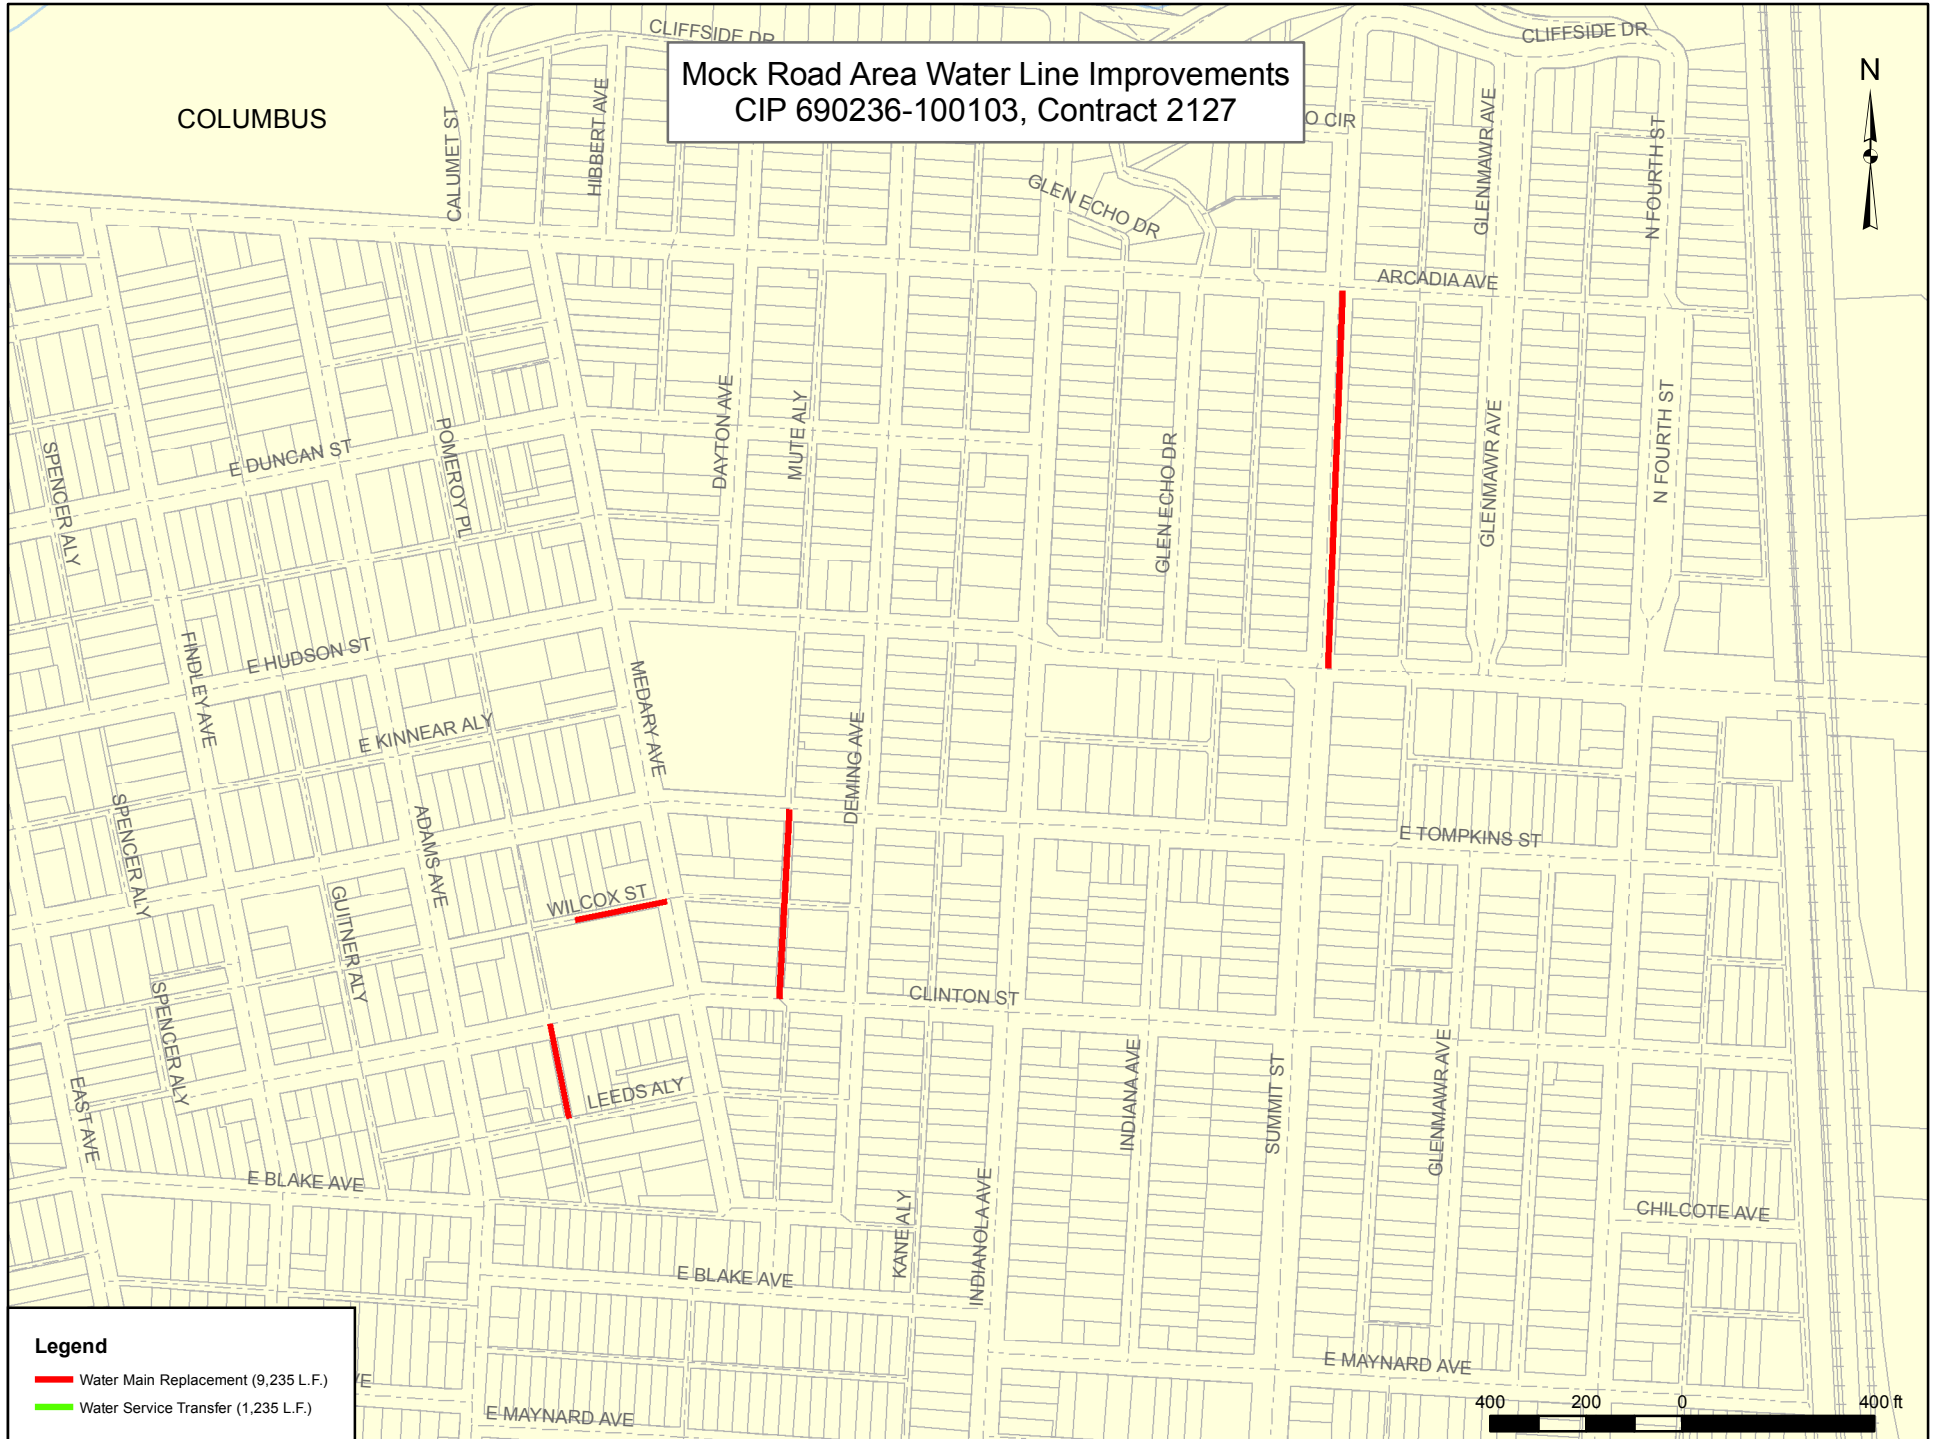 CLIFFSIDE DR
CLIFFSIDE DR
Mock Road Area Water Line Improvements
CIP 690236-100103, Contract 2127
N
COLUMBUS
CALUMET ST
HIBBERT AVE
O CIR
GLENMAWR AVE
N FOURTH ST
GLEN ECHO DR
ARCADIA AVE
DAYTON AVE
MUTE ALY
GLEN ECHO DR
GLENMAWR AVE
N FOURTH ST
SPENCER ALY
E DUNCAN ST
POMEROY PL
FINDLEY AVE
E HUDSON ST
MEDARY AVE
E KINNEAR ALY
DEMING AVE
SPENCER ALY
ADAMS AVE
E TOMPKINS ST
WILCOX ST
GUITNER ALY
SPENCER ALY
CLINTON ST
EAST AVE
LEEDS ALY
INDIANA AVE
SUMMIT ST
GLENMAWR AVE
E BLAKE AVE
KANE ALY
INDIANOLA AVE
CHILCOTE AVE
E BLAKE AVE
E MAYNARD AVE
VE
E MAYNARD AVE
Legend
Water Main Replacement (9,235 L.F.)
Water Service Transfer (1,235 L.F.)
400 200 0 400 ft